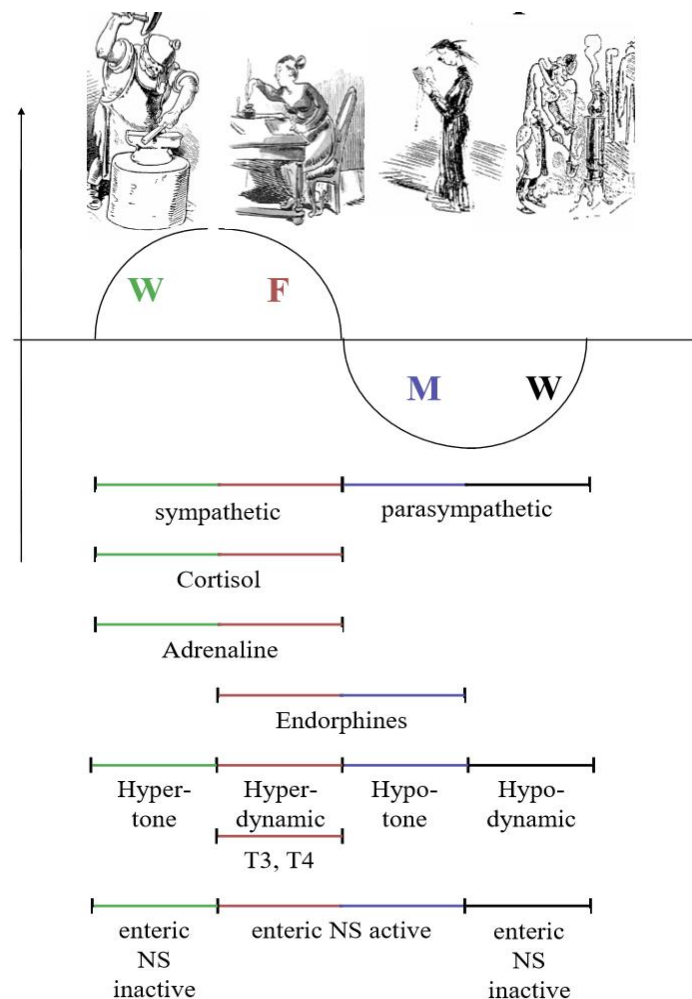 W F
M W
sympathetic parasympathetic
Cortisol
Adrenaline
Endorphines
Hyper- Hyper- Hypo- Hypo-
tone dynamic tone dynamic
T3, T4
enteric enteric NS active enteric
NS NS
inactive inactive